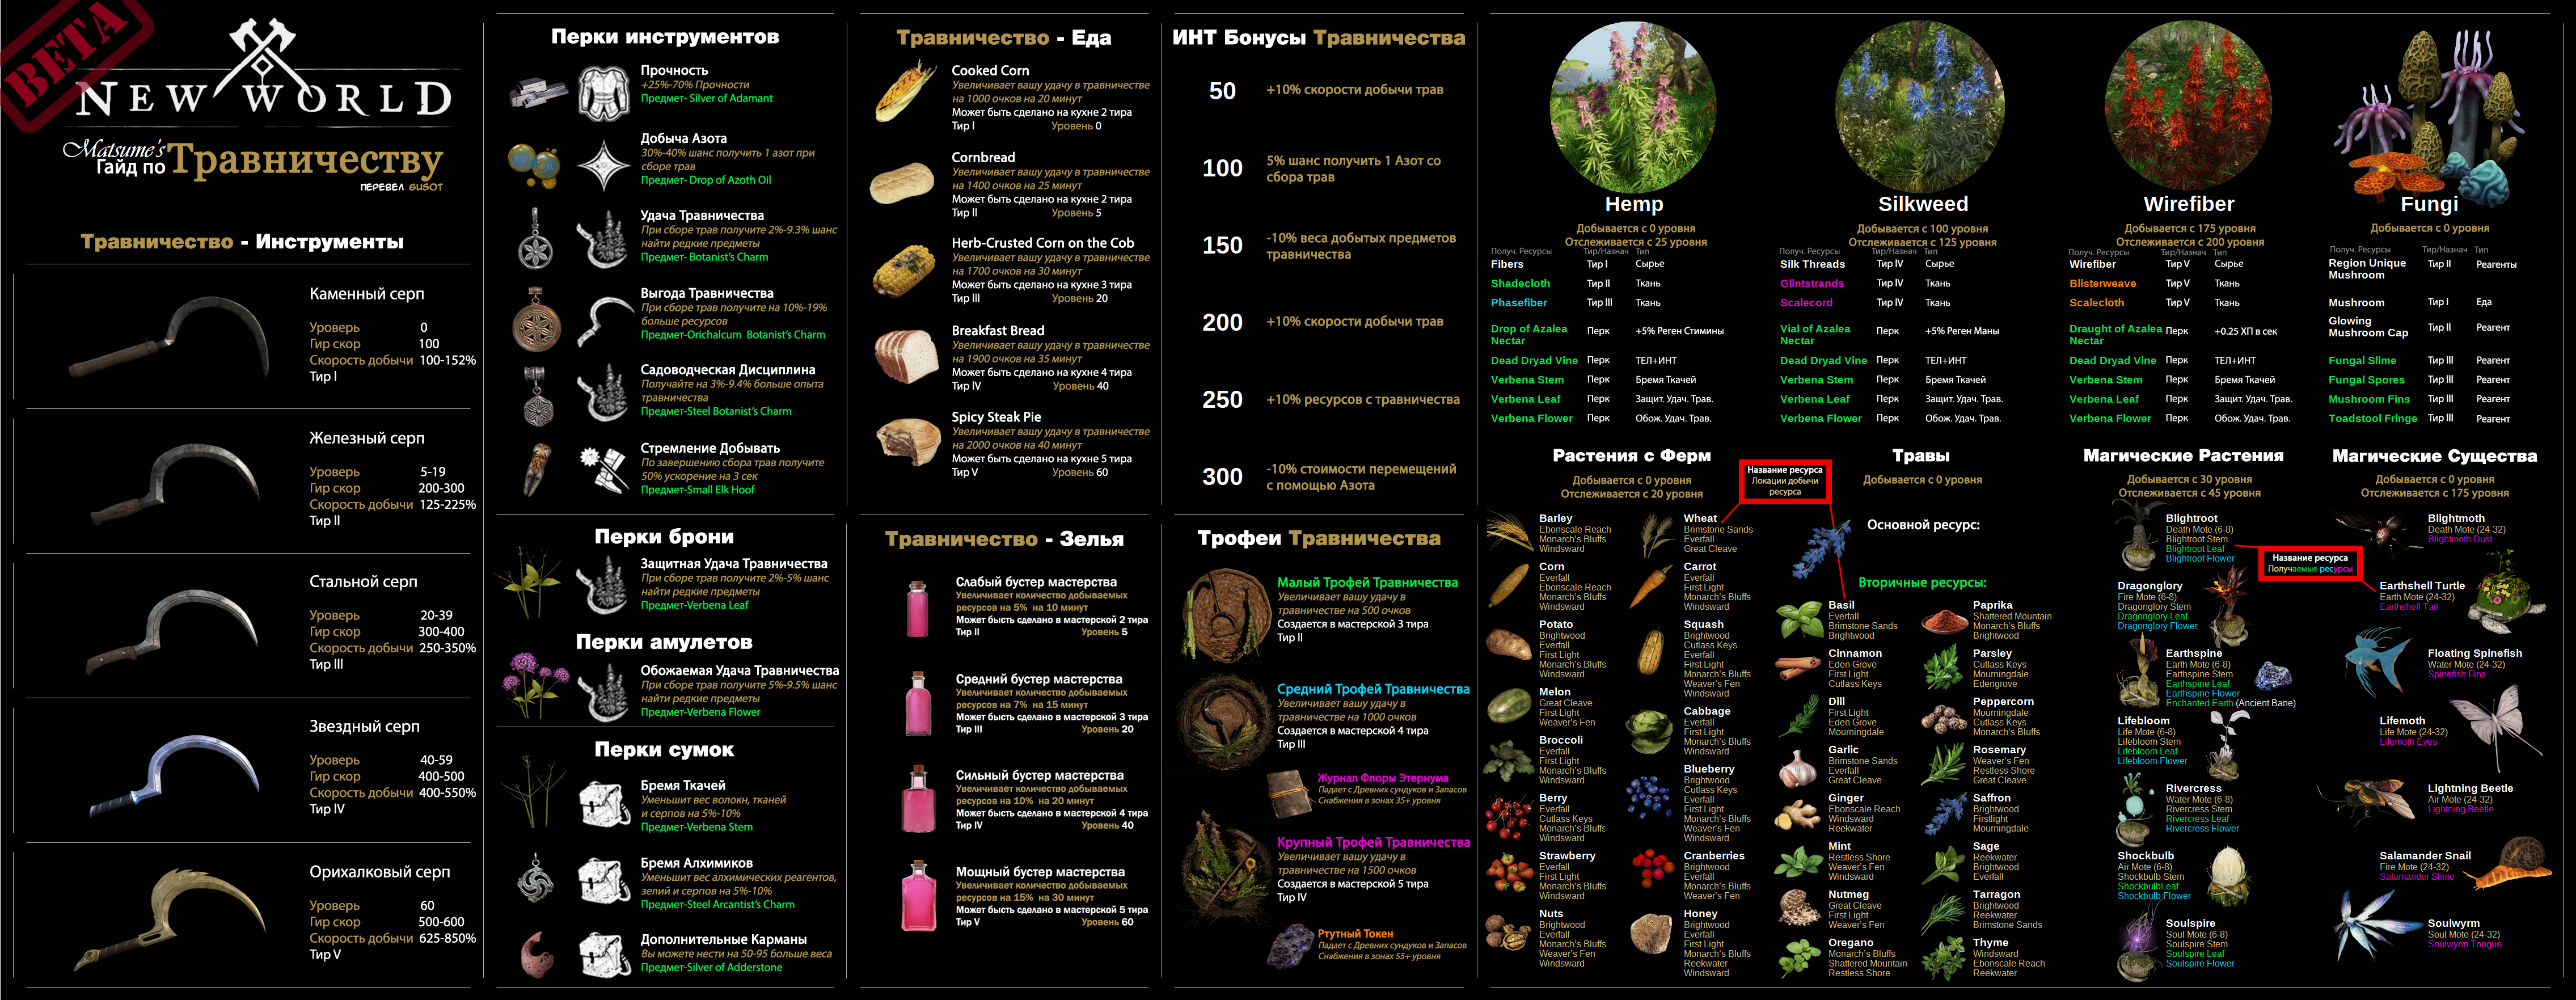 BETA
NEW WORLD
Matsume's
Гайд по Травничеству
ПЕРЕВЕЛ GUSOT
Травничество - Инструменты
Каменный серп
Уроверь 0
Гир скор 100
Скорость добычи 100-152%
Тир I
Железный серп
Уроверь 5-19
Гир скор 200-300
Скорость добычи 125-225%
Тир II
Стальной серп
Уроверь 20-39
Гир скор 300-400
Скорость добычи 250-350%
Тир III
Звездный серп
Уроверь 40-59
Гир скор 400-500
Скорость добычи 400-550%
Тир IV
Орихалковый серп
Уроверь 60
Гир скор 500-600
Скорость добычи 625-850%
Тир V
Перки инструментов
Прочность
+25%-70% Прочности
Предмет- Silver of Adamant
Добыча Азота
30%-40% шанс получить 1 азот при
сборе трав
Предмет- Drop of Azoth Oil
Удача Травничества
При сборе трав получите 2%-9.3% шанс
найти редкие предметы
Предмет- Botanist's Charm
Выгода Травничества
При сборе трав получите на 10%-19%
больше ресурсов
Предмет-Orichalcum Botanist's Charm
Садоводческая Дисциплина
Получайте на 3%-9.4% больше опыта
травничества
Предмет-Steel Botanist's Charm
Стремление Добывать
По завершению сбора трав получите
50% ускорение на 3 сек
Предмет-Small Elk Hoof
Перки брони
Защитная Удача Травничества
При сборе трав получите 2%-5% шанс
найти редкие предметы
Предмет-Verbena Leaf
Перки амулетов
Обожаемая Удача Травничества
При сборе трав получите 5%-9.5% шанс
найти редкие предметы
Предмет-Verbena Flower
Перки сумок
Бремя Ткачей
Уменьшит вес волокн, тканей
и серпов на 5%-10%
Предмет-Verbena Stem
Бремя Алхимиков
Уменьшит вес алхимических реагентов,
зелий и серпов на 5%-10%
Предмет-Steel Arcantist's Charm
Дополнительные Карманы
Вы можете нести на 50-95 больше веса
Предмет-Silver of Adderstone
Травничество - Еда
Cooked Corn
Увеличивает вашу удачу в травничестве
на 1000 очков на 20 минут
Может быть сделано на кухне 2 тира
Тир I Уровень 0
Cornbread
Увеличивает вашу удачу в травничестве
на 1400 очков на 25 минут
Может быть сделано на кухне 2 тира
Тир II Уровень 5
Herb-Crusted Corn on the Cob
Увеличивает вашу удачу в травничестве
на 1700 очков на 30 минут
Может быть сделано на кухне 3 тира
Тир III Уровень 20
Breakfast Bread
Увеличивает вашу удачу в травничестве
на 1900 очков на 35 минут
Может быть сделано на кухне 4 тира
Тир IV Уровень 40
Spicy Steak Pie
Увеличивает вашу удачу в травничестве
на 2000 очков на 40 минут
Может быть сделано на кухне 5 тира
Тир V Уровень 60
Травничество - Зелья
Слабый бустер мастерства
Увеличивает количество добываемых
ресурсов на 5% на 10 минут
Может бысть сделано в мастерской 2 тира
Тир II Уровень 5
Средний бустер мастерства
Увеличивает количество добываемых
ресурсов на 7% на 15 минут
Может бысть сделано в мастерской 3 тира
Тир III Уровень 20
Сильный бустер мастерства
Увеличивает количество добываемых
ресурсов на 10% на 20 минут
Может бысть сделано в мастерской 4 тира
Тир IV Уровень 40
Мощный бустер мастерства
Увеличивает количество добываемых
ресурсов на 15% на 30 минут
Может бысть сделано в мастерской 5 тира
Тир V Уровень 60
ИНТ Бонусы Травничества
50 +10% скорости добычи трав
100 5% шанс получить 1 Азот со
сбора трав
150 -10% веса добытых предметов
травничества
200 +10% скорости добычи трав
250 +10% ресурсов с травничества
300 -10% стоимости перемещений
с помощью Азота
Трофеи Травничества
Малый Трофей Травничества
Увеличивает вашу удачу в
травничестве на 500 очков
Создается в мастерской 3 тира
Тир II
Средний Трофей Травничества
Увеличивает вашу удачу в
травничестве на 1000 очков
Создается в мастерской 4 тира
Тир III
Журнал Флоры Этернума
Падает с Древних сундуков и Запасов
Снабжения в зонах 35+ уровня
Крупный Трофей Травничества
Увеличивает вашу удачу в
травничестве на 1500 очков
Создается в мастерской 5 тира
Тир IV
Ртутный Токен
Падает с Древних сундуков и Запасов
Снабжения в зонах 55+ уровня
Hemp
Добывается с 0 уровня
Отслеживается с 25 уровня
Получ. Ресурсы Тир/Назнач Тип
Fibers Тир I Сырье
Shadecloth Тир II Ткань
Phasefiber Тир III Ткань
Drop of Azalea
Nectar Перк +5% Реген Стимины
Dead Dryad Vine Перк ТЕЛ+ИНТ
Verbena Stem Перк Бремя Ткачей
Verbena Leaf Перк Защит. Удач. Трав.
Verbena Flower Перк Обож. Удач. Трав.
Silkweed
Добывается с 100 уровня
Отслеживается с 125 уровня
Получ. Ресурсы Тир/Назнач Тип
Silk Threads Тир IV Сырье
Glintstrands Тир IV Ткань
Scalecord Тир IV Ткань
Vial of Azalea
Nectar Перк +5% Реген Маны
Dead Dryad Vine Перк ТЕЛ+ИНТ
Verbena Stem Перк Бремя Ткачей
Verbena Leaf Перк Защит. Удач. Трав.
Verbena Flower Перк Обож. Удач. Трав.
Wirefiber
Добывается с 175 уровня
Отслеживается с 200 уровня
Получ. Ресурсы Тир/Назнач Тип
Wirefiber Тир V Сырье
Blisterweave Тир V Ткань
Scalecloth Тир V Ткань
Draught of Azalea
Nectar Перк +0.25 ХП в сек
Dead Dryad Vine Перк ТЕЛ+ИНТ
Verbena Stem Перк Бремя Ткачей
Verbena Leaf Перк Защит. Удач. Трав.
Verbena Flower Перк Обож. Удач. Трав.
Fungi
Добывается с 0 уровня
Получ. Ресурсы Тир/Назнач Тип
Region Unique
Mushroom Тир II Реагенты
Mushroom Тир I Еда
Glowing
Mushroom Cap Тир II Реагент
Fungal Slime Тир III Реагент
Fungal Spores Тир III Реагент
Mushroom Fins Тир III Реагент
Toadstool Fringe Тир III Реагент
Растения с Ферм
Добывается с 0 уровня
Отслеживается с 20 уровня
Название ресурса
Локации добычи
ресурса
Barley
Ebonscale Reach
Monarch's Bluffs
Windsward
Corn
Everfall
Ebonscale Reach
Monarch's Bluffs
Windsward
Potato
Brightwood
Everfall
First Light
Monarch's Bluffs
Windsward
Melon
Great Cleave
First Light
Weaver's Fen
Broccoli
Everfall
First Light
Monarch's Bluffs
Windsward
Berry
Everfall
Cutlass Keys
Monarch's Bluffs
Windsward
Strawberry
Everfall
First Light
Monarch's Bluffs
Windsward
Nuts
Brightwood
Everfall
Monarch's Bluffs
Weaver's Fen
Windsward
Wheat
Brimstone Sands
Everfall
Great Cleave
Carrot
Everfall
First Light
Monarch's Bluffs
Windsward
Squash
Brightwood
Cutlass Keys
Everfall
First Light
Monarch's Bluffs
Weaver's Fen
Windsward
Cabbage
Everfall
First Light
Monarch's Bluffs
Windsward
Blueberry
Brightwood
Cutlass Keys
Everfall
First Light
Monarch's Bluffs
Weaver's Fen
Windsward
Cranberries
Brightwood
Everfall
Monarch's Bluffs
Weaver's Fen
Honey
Brightwood
Everfall
First Light
Monarch's Bluffs
Reekwater
Windsward
Травы
Добывается с 0 уровня
Основной ресурс:
Вторичные ресурсы:
Basil
Everfall
Brimstone Sands
Brightwood
Cinnamon
Eden Grove
First Light
Cutlass Keys
Dill
First Light
Eden Grove
Mourningdale
Garlic
Brimstone Sands
Everfall
Great Cleave
Ginger
Ebonscale Reach
Windsward
Reekwater
Mint
Restless Shore
Weaver's Fen
Windsward
Nutmeg
Great Cleave
First Light
Weaver's Fen
Oregano
Monarch's Bluffs
Shattered Mountain
Restless Shore
Paprika
Shattered Mountain
Monarch's Bluffs
Brightwood
Parsley
Cutlass Keys
Mourningdale
Edengrove
Peppercorn
Mourningdale
Cutlass Keys
Monarch's Bluffs
Rosemary
Weaver's Fen
Restless Shore
Great Cleave
Saffron
Brightwood
Firstlight
Mourningdale
Sage
Reekwater
Brightwood
Everfall
Tarragon
Brightwood
Reekwater
Brimstone Sands
Thyme
Windsward
Ebonscale Reach
Reekwater
Магические Растения
Добывается с 30 уровня
Отслеживается с 45 уровня
Blightroot
Death Mote (6-8)
Blightroot Stem
Blightroot Leaf
Blightroot Flower
Название ресурса
Получаемые ресурсы
Dragonglory
Fire Mote (6-8)
Dragonglory Stem
Dragonglory Leaf
Dragonglory Flower
Earthspine
Earth Mote (6-8)
Earthspine Stem
Earthspine Leaf
Earthspine Flower
Enchanted Earth (Ancient Bane)
Lifebloom
Life Mote (6-8)
Lifebloom Stem
Lifebloom Leaf
Lifebloom Flower
Rivercress
Water Mote (6-8)
Rivercress Stem
Rivercress Leaf
Rivercress Flower
Shockbulb
Air Mote (6-8)
Shockbulb Stem
ShockbulbLeaf
Shockbulb Flower
Soulspire
Soul Mote (6-8)
Soulspire Stem
Soulspire Leaf
Soulspire Flower
Магические Существа
Добывается с 0 уровня
Отслеживается с 175 уровня
Blightmoth
Death Mote (24-32)
Blightmoth Dust
Earthshell Turtle
Earth Mote (24-32)
Earthshell Tail
Floating Spinefish
Water Mote (24-32)
Spinefish Fins
Lifemoth
Life Mote (24-32)
Lifemoth Eyes
Lightning Beetle
Air Mote (24-32)
Lightning Beetle
Salamander Snail
Fire Mote (24-32)
Salamander Slime
Soulwyrm
Soul Mote (24-32)
Soulwyrm Tongue